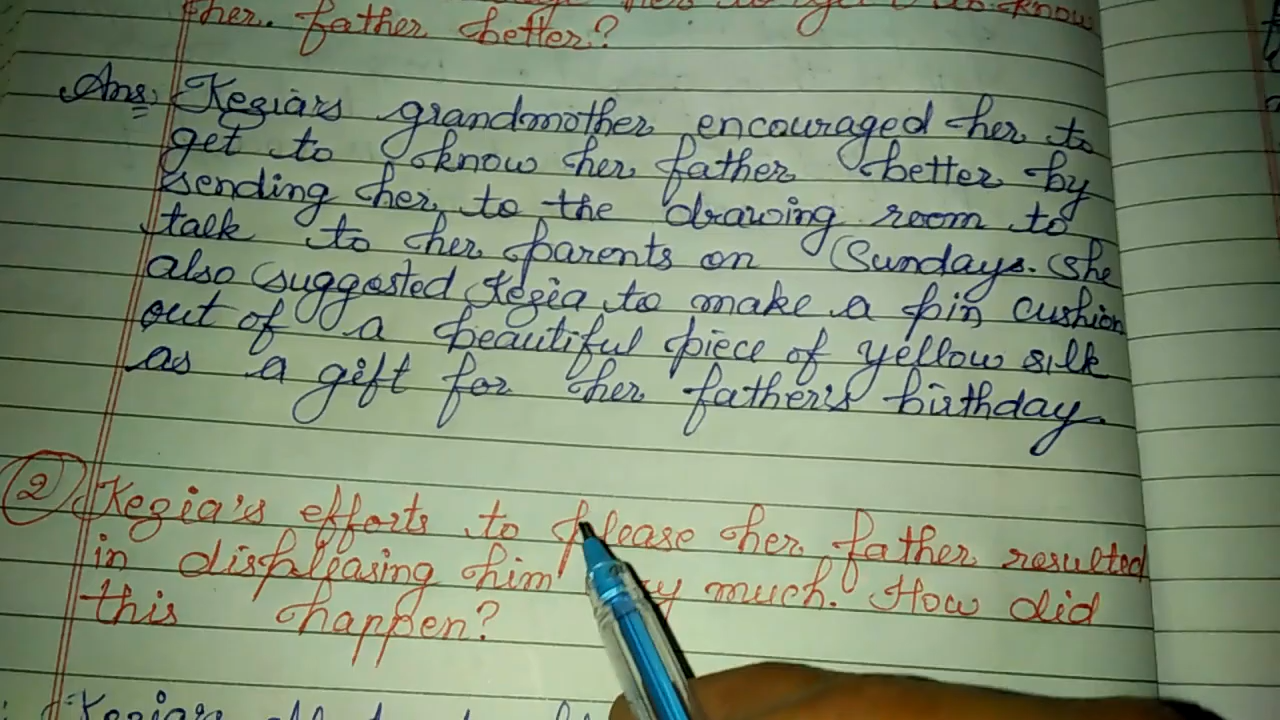 her father better?
Ans: Kezia's grandmother encouraged her to
get to know her father better by
sending her to the drawing room to
talk to her parents on Sundays. She
also suggested Kezia to make a pin cushion
out of a beautiful piece of yellow silk
as a gift for her father's birthday.
2 Kezia's efforts to please her father resulted
in displeasing him much. How did
this happen?
Kezia's